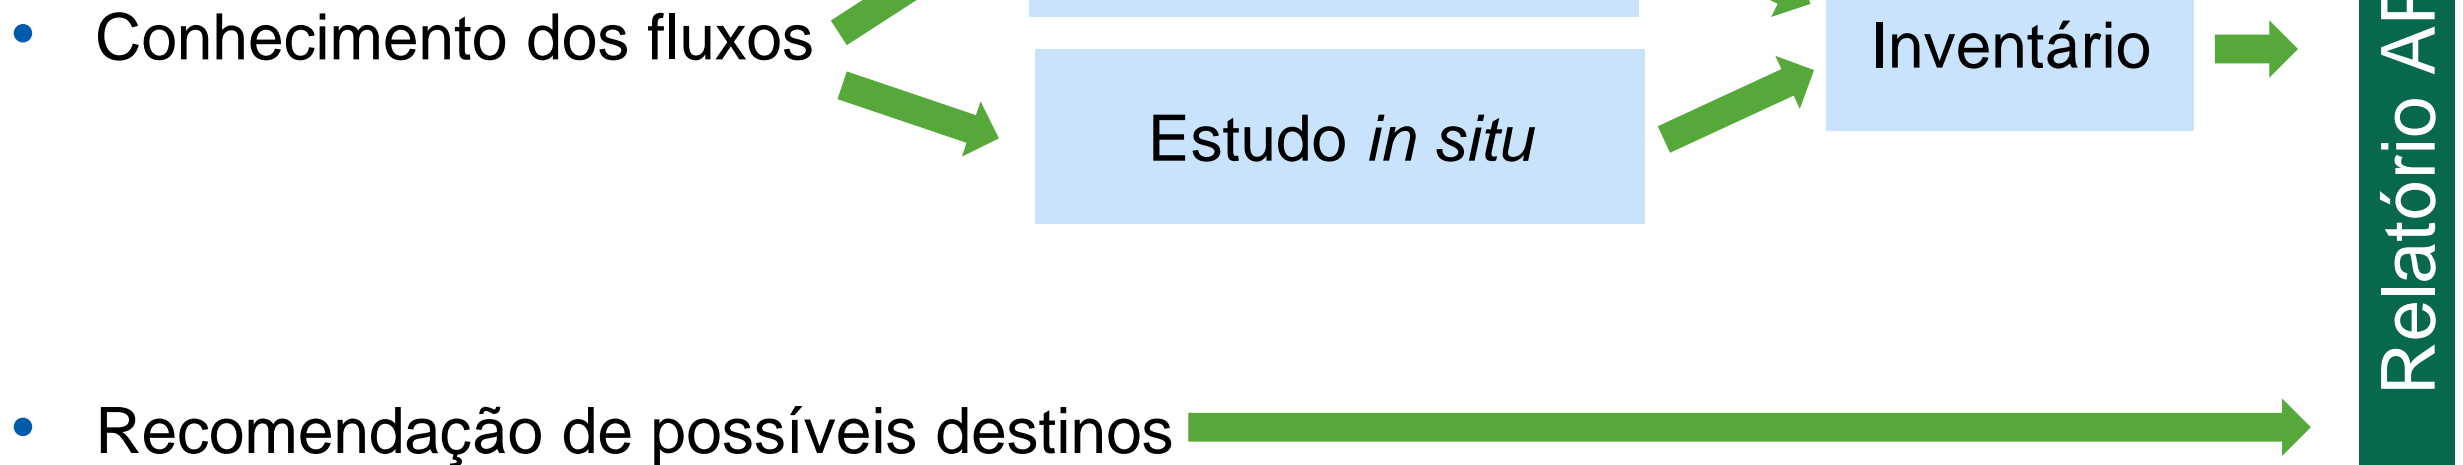 Conhecimento dos fluxos
Inventário
Estudo in situ
Relatório
Recomendação de possíveis destinos